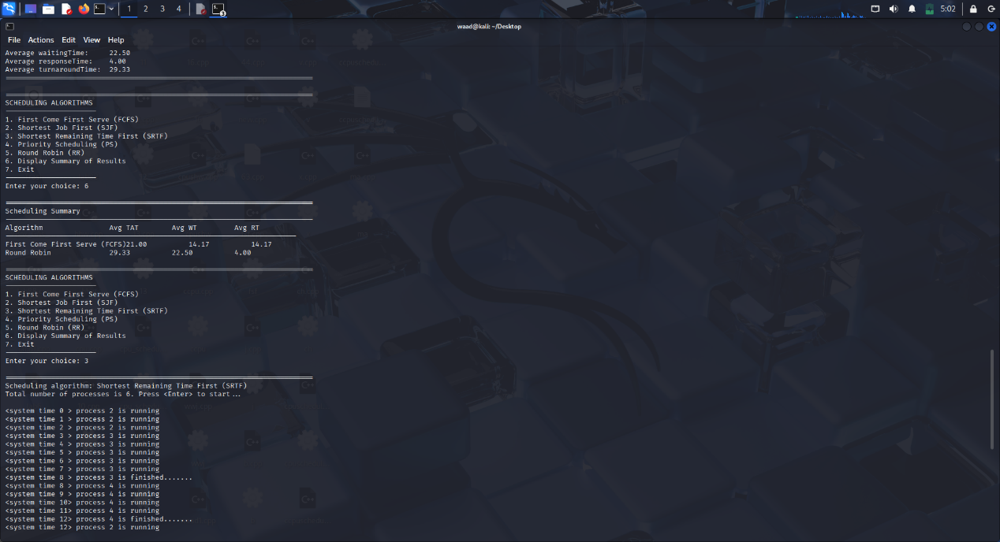 1 2 3 4 5:02
waad@kali: ~/Desktop
File Actions Edit View Help
Average waitingTime: 22.50
Average responseTime: 4.00
Average turnaroundTime: 29.33
SCHEDULING ALGORITHMS
1. First Come First Serve (FCFS)
2. Shortest Job First (SJF)
3. Shortest Remaining Time First (SRTF)
4. Priority Scheduling (PS)
5. Round Robin (RR)
6. Display Summary of Results
7. Exit
Enter your choice: 6
Scheduling Summary
Algorithm Avg TAT Avg WT Avg RT
First Come First Serve (FCFS)21.00 14.17 14.17
Round Robin 29.33 22.50 4.00
SCHEDULING ALGORITHMS
1. First Come First Serve (FCFS)
2. Shortest Job First (SJF)
3. Shortest Remaining Time First (SRTF)
4. Priority Scheduling (PS)
5. Round Robin (RR)
6. Display Summary of Results
7. Exit
Enter your choice: 3
Scheduling algorithm: Shortest Remaining Time First (SRTF)
Total number of processes is 6. Press <Enter> to start...
<system time 0 > process 2 is running
<system time 1 > process 2 is running
<system time 2 > process 2 is running
<system time 3 > process 3 is running
<system time 4 > process 3 is running
<system time 5 > process 3 is running
<system time 6 > process 3 is running
<system time 7 > process 3 is running
<system time 8 > process 3 is finished.......
<system time 8 > process 4 is running
<system time 9 > process 4 is running
<system time 10> process 4 is running
<system time 11> process 4 is running
<system time 12> process 4 is finished.......
<system time 12> process 2 is running